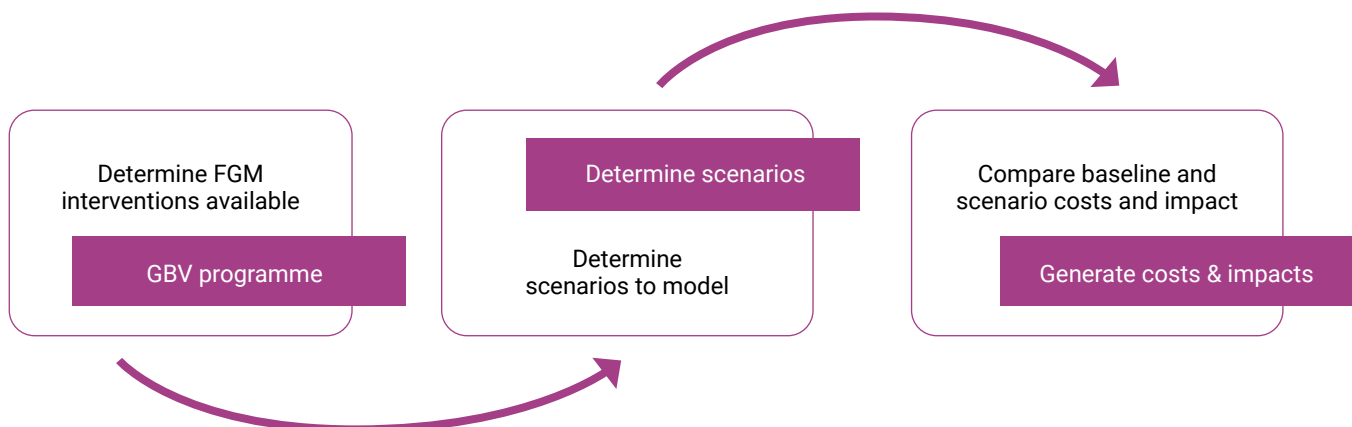 Determine FGM
interventions available
GBV programme
Determine scenarios
Determine
scenarios to model
Compare baseline and
scenario costs and impact
Generate costs & impacts